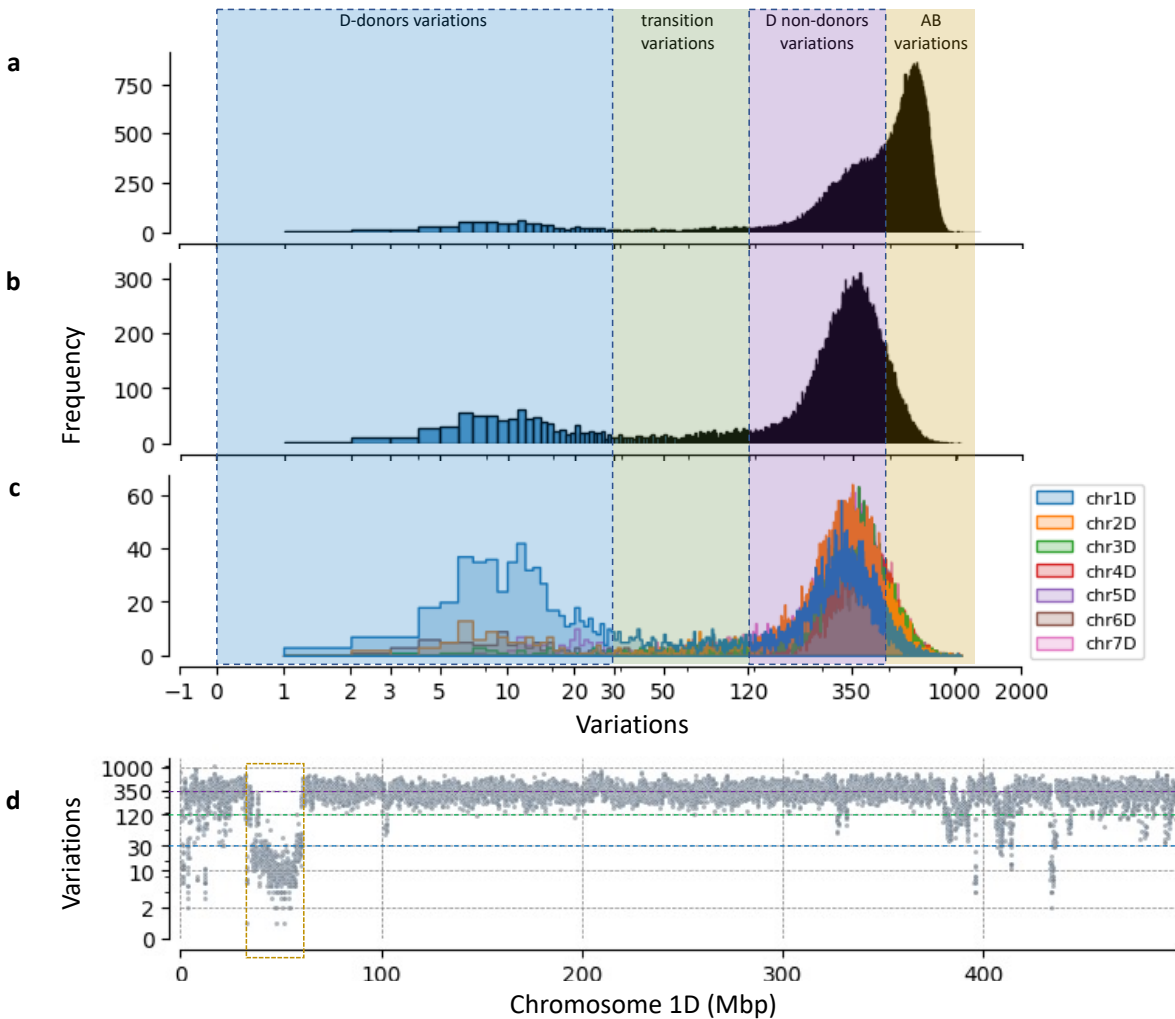 D-donors variations
transition
variations
D non-donors
variations
AB
variations
a
750
500
250
0
b
300
200
100
0
Frequency
c
60
40
20
0
chr1D
chr2D
chr3D
chr4D
chr5D
chr6D
chr7D
−1 0 1 2 3 5 10 20 30 50 120 350 1000 2000
Variations
d
1000
350
120
30
10
2
0
Variations
0 100 200 300 400
Chromosome 1D (Mbp)